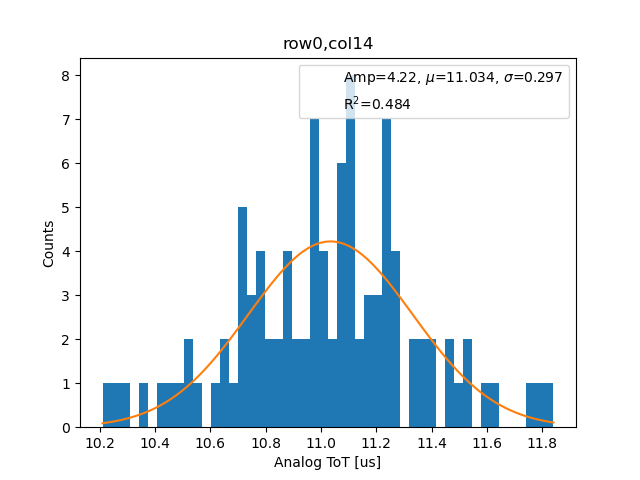 row0,col14
Amp=4.22, μ=11.034, σ=0.297
R²=0.484
8
7
6
5
4
3
2
1
0
Counts
10.2 10.4 10.6 10.8 11.0 11.2 11.4 11.6 11.8
Analog ToT [us]